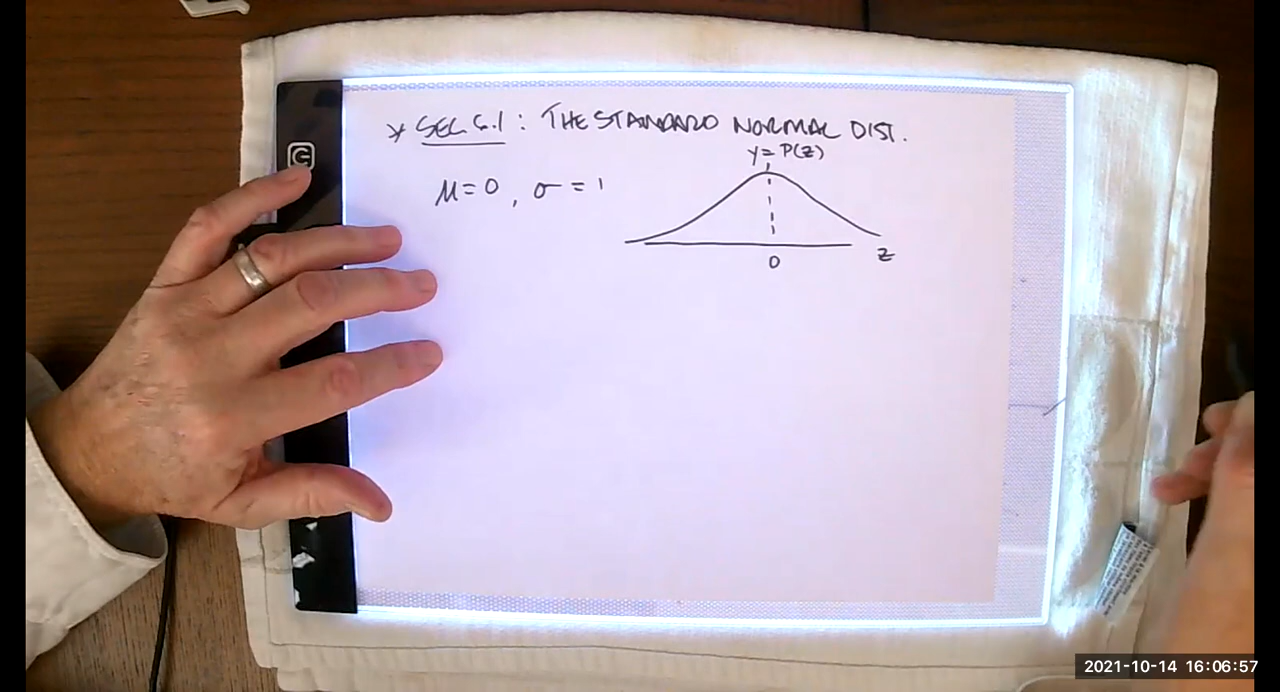 * SEC 6.1 : THE STANDARD NORMAL DIST.
y = P(z)
μ = 0 , σ = 1
0
z
2021-10-14 16:06:57